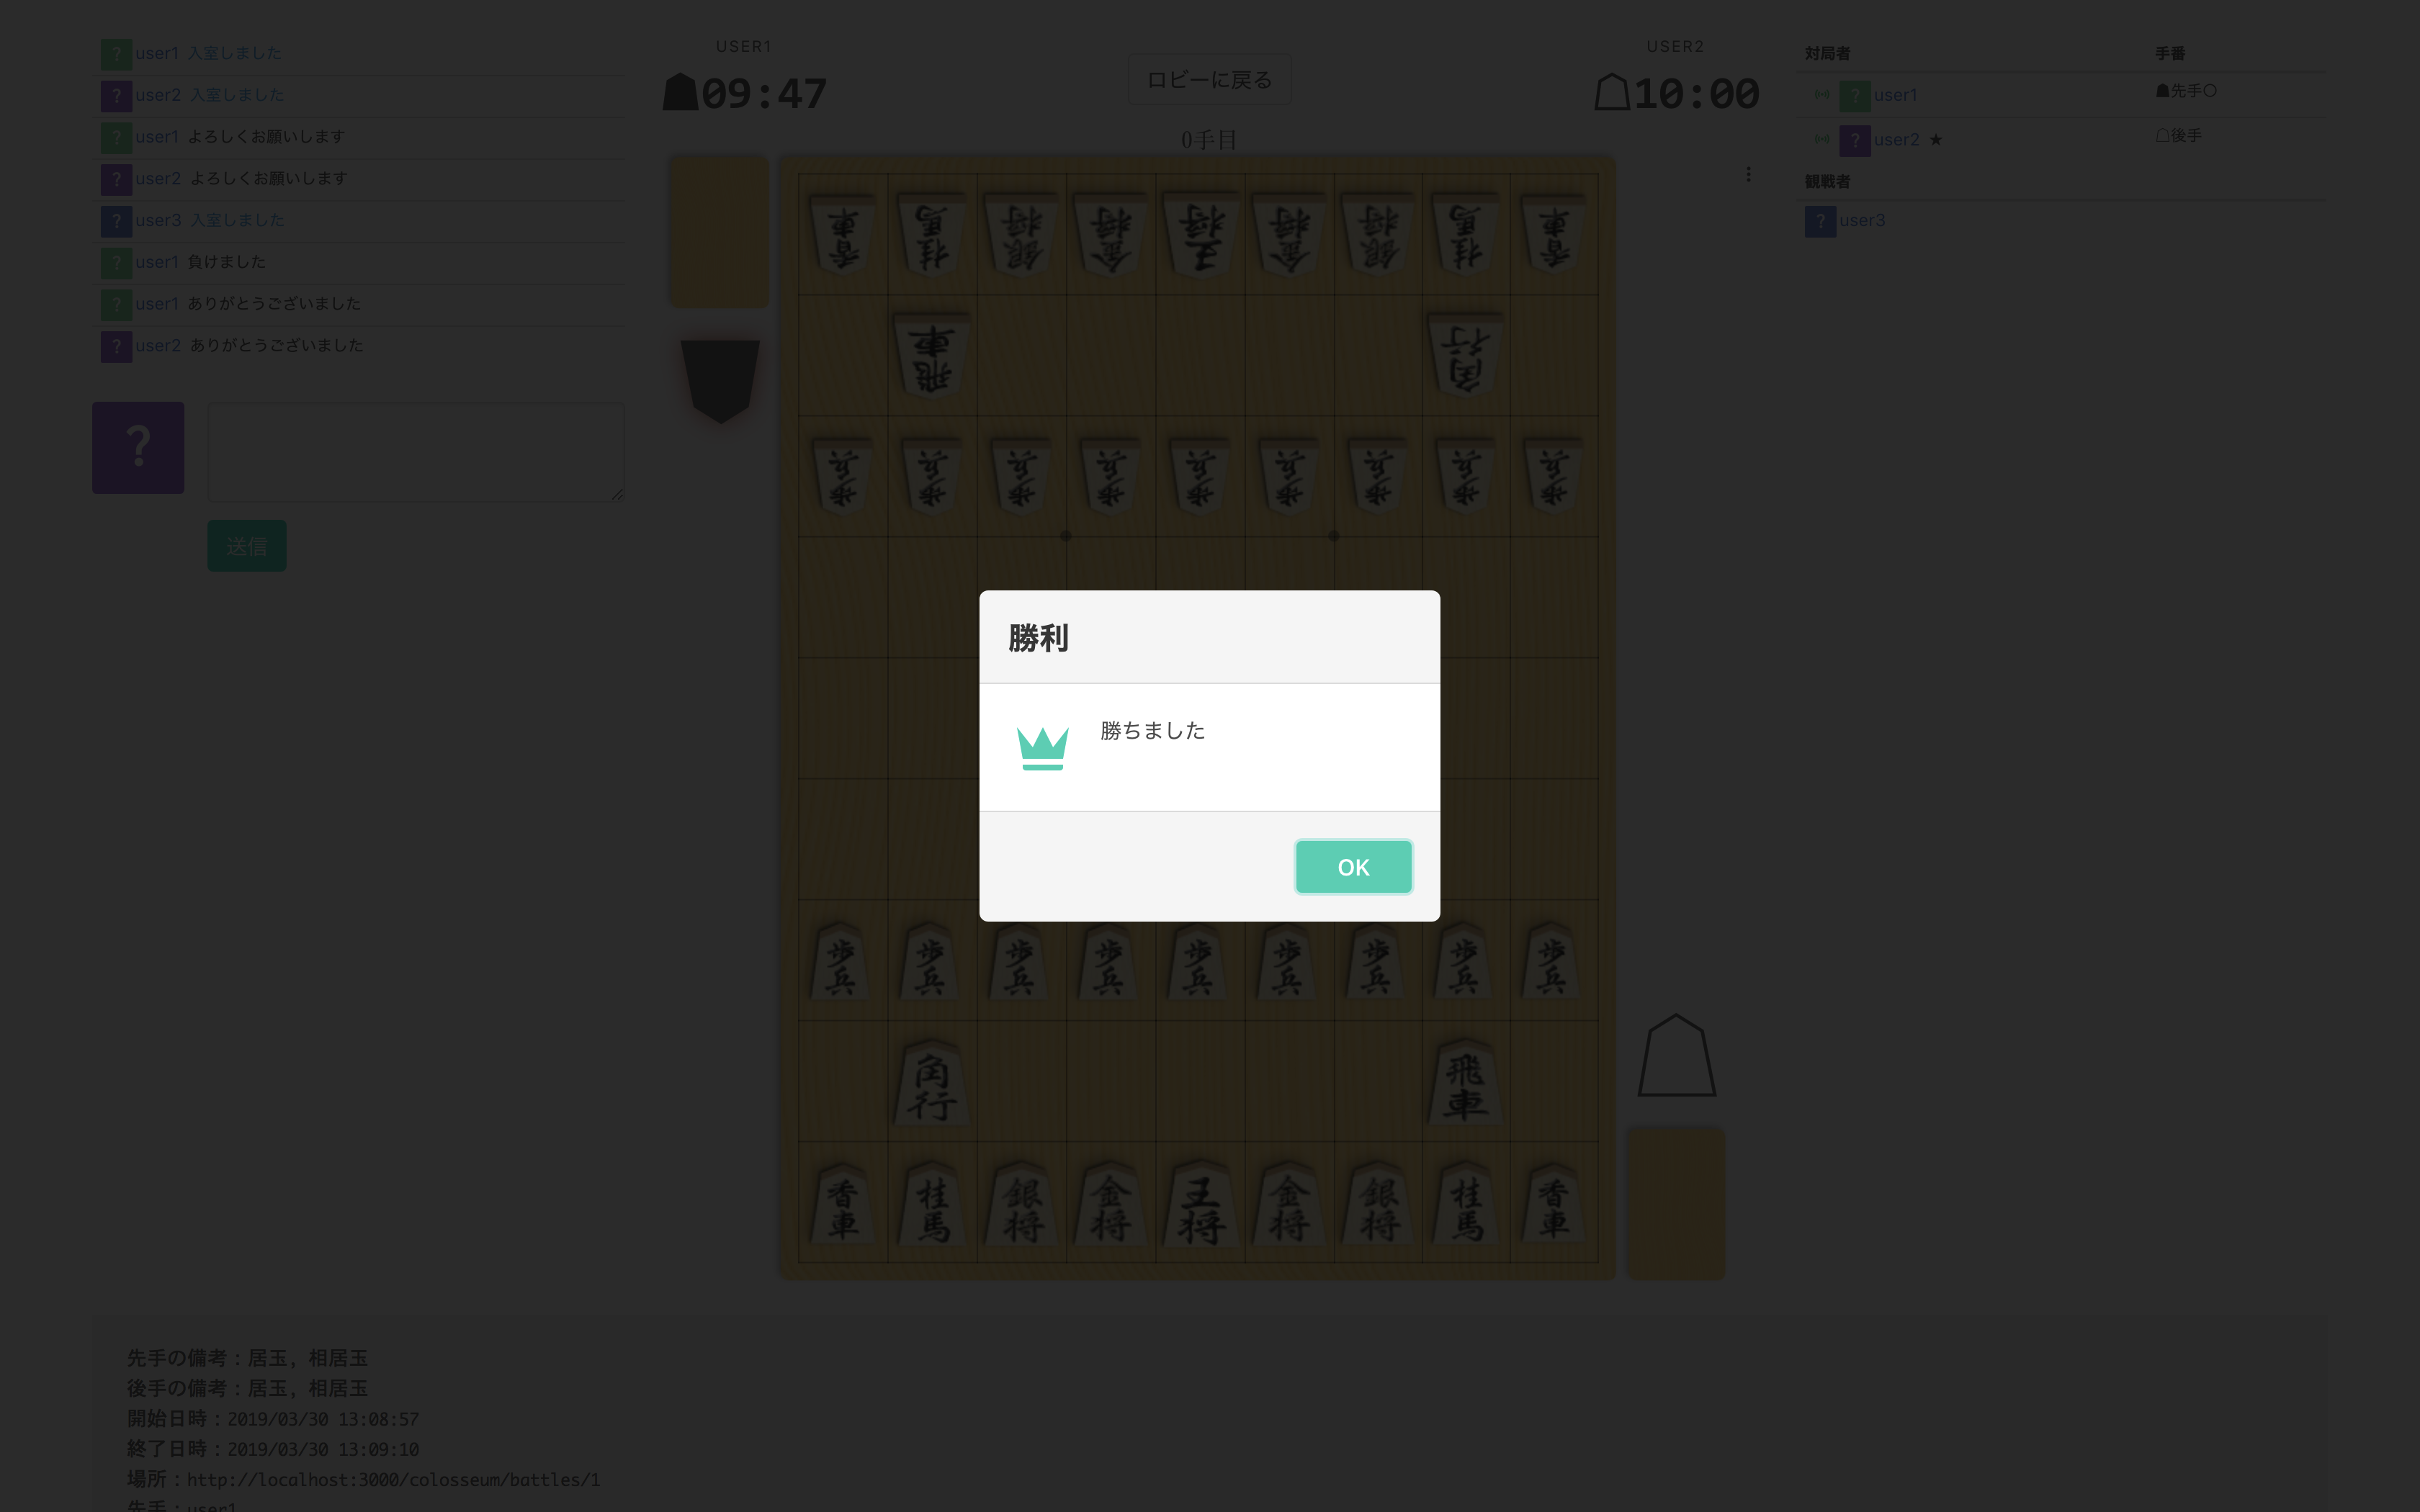 ? user1 入室しました
? user2 入室しました
? user1 よろしくお願いします
? user2 よろしくお願いします
? user3 入室しました
? user1 負けました
? user1 ありがとうございました
? user2 ありがとうございました
?
送信
USER1
09:47
ロビーに戻る
0手目
USER2
10:00
対局者 手番
? user1 ☗先手○
? user2 ★ ☖後手
観戦者
? user3
香車 桂馬 銀将 金将 王将 金将 銀将 桂馬 香車
飛車 角行
歩兵 歩兵 歩兵 歩兵 歩兵 歩兵 歩兵 歩兵 歩兵
勝利
勝ちました
OK
歩兵 歩兵 歩兵 歩兵 歩兵 歩兵 歩兵 歩兵 歩兵
角行 飛車
香車 桂馬 銀将 金将 王将 金将 銀将 桂馬 香車
先手の備考：居玉, 相居玉
後手の備考：居玉, 相居玉
開始日時：2019/03/30 13:08:57
終了日時：2019/03/30 13:09:10
場所：http://localhost:3000/colosseum/battles/1
先手：user1